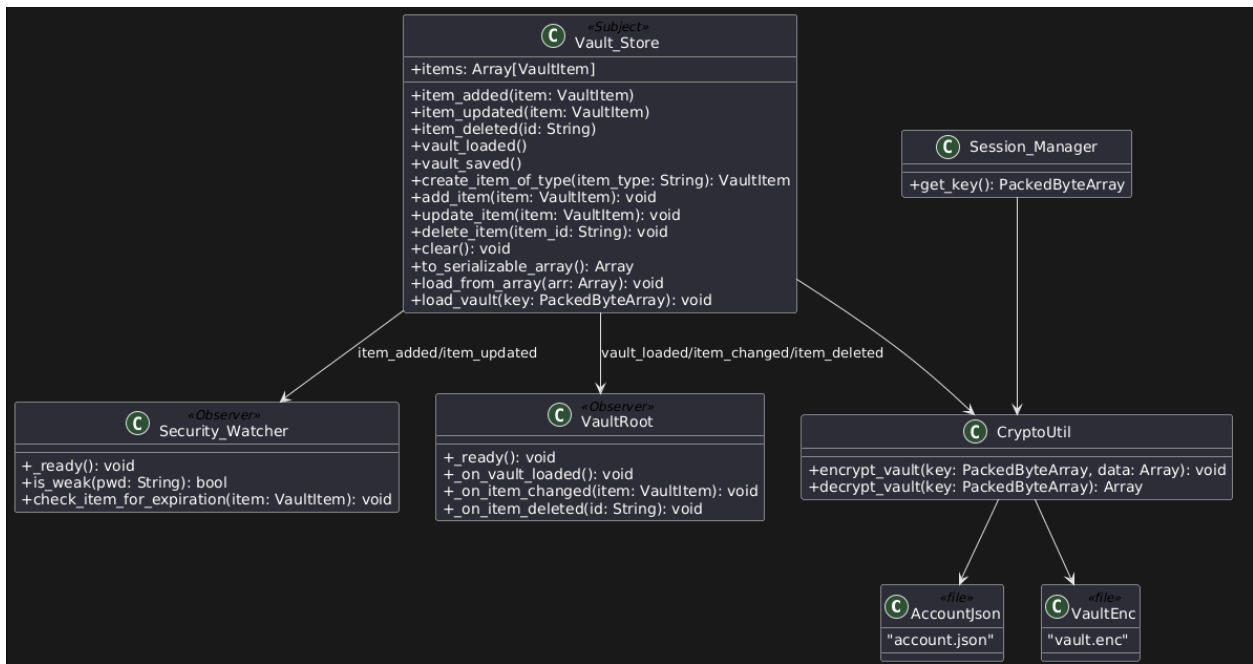 «Subject»
C Vault_Store
+items: Array[VaultItem]
+item_added(item: VaultItem)
+item_updated(item: VaultItem)
+item_deleted(id: String)
+vault_loaded()
+vault_saved()
+create_item_of_type(item_type: String): VaultItem
+add_item(item: VaultItem): void
+update_item(item: VaultItem): void
+delete_item(item_id: String): void
+clear(): void
+to_serializable_array(): Array
+load_from_array(arr: Array): void
+load_vault(key: PackedByteArray): void
C Session_Manager
+get_key(): PackedByteArray
item_added/item_updated
vault_loaded/item_changed/item_deleted
«Observer»
C Security_Watcher
+_ready(): void
+is_weak(pwd: String): bool
+check_item_for_expiration(item: VaultItem): void
«Observer»
C VaultRoot
+_ready(): void
+_on_vault_loaded(): void
+_on_item_changed(item: VaultItem): void
+_on_item_deleted(id: String): void
C CryptoUtil
+encrypt_vault(key: PackedByteArray, data: Array): void
+decrypt_vault(key: PackedByteArray): Array
«file»
C AccountJson
"account.json"
«file»
C VaultEnc
"vault.enc"